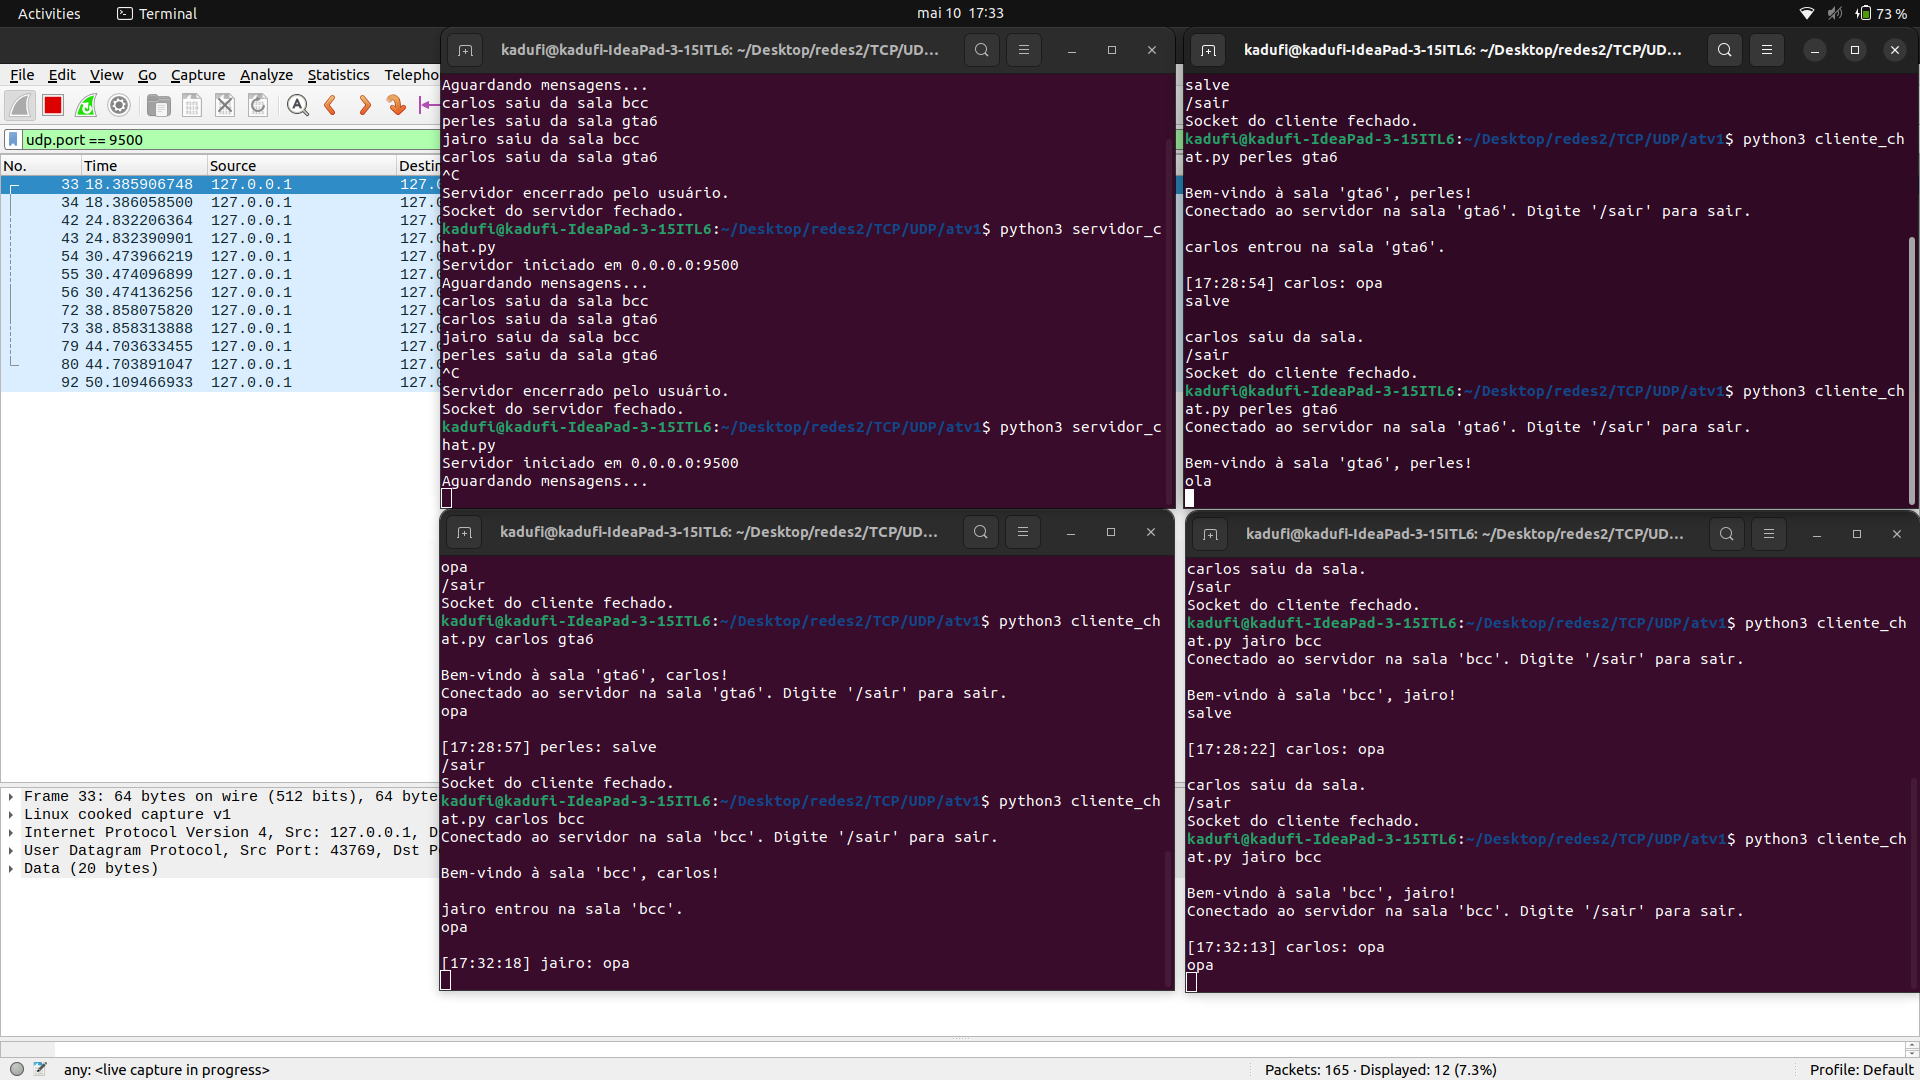 Activities
Terminal
mai 10 17:33
73 %
File Edit View Go Capture Analyze Statistics Telepho
udp.port == 9500
No. Time Source Destin
33 18.385906748 127.0.0.1 127.0
34 18.386058500 127.0.0.1 127.0
42 24.832206364 127.0.0.1 127.0
43 24.832390901 127.0.0.1 127.0
54 30.473966219 127.0.0.1 127.0
55 30.474096899 127.0.0.1 127.0
56 30.474136256 127.0.0.1 127.0
72 38.858075820 127.0.0.1 127.0
73 38.858313888 127.0.0.1 127.0
79 44.703633455 127.0.0.1 127.0
80 44.703891047 127.0.0.1 127.0
92 50.109466933 127.0.0.1 127.0
Frame 33: 64 bytes on wire (512 bits), 64 byte
Linux cooked capture v1
Internet Protocol Version 4, Src: 127.0.0.1, D
User Datagram Protocol, Src Port: 43769, Dst P
Data (20 bytes)
kadufi@kadufi-IdeaPad-3-15ITL6: ~/Desktop/redes2/TCP/UD...
Aguardando mensagens...
carlos saiu da sala bcc
perles saiu da sala gta6
jairo saiu da sala bcc
carlos saiu da sala gta6
^C
Servidor encerrado pelo usuário.
Socket do servidor fechado.
kadufi@kadufi-IdeaPad-3-15ITL6:~/Desktop/redes2/TCP/UDP/atv1$ python3 servidor_c
hat.py
Servidor iniciado em 0.0.0.0:9500
Aguardando mensagens...
carlos saiu da sala bcc
carlos saiu da sala gta6
jairo saiu da sala bcc
perles saiu da sala gta6
^C
Servidor encerrado pelo usuário.
Socket do servidor fechado.
kadufi@kadufi-IdeaPad-3-15ITL6:~/Desktop/redes2/TCP/UDP/atv1$ python3 servidor_c
hat.py
Servidor iniciado em 0.0.0.0:9500
Aguardando mensagens...
kadufi@kadufi-IdeaPad-3-15ITL6: ~/Desktop/redes2/TCP/UD...
salve
/sair
Socket do cliente fechado.
kadufi@kadufi-IdeaPad-3-15ITL6:~/Desktop/redes2/TCP/UDP/atv1$ python3 cliente_ch
at.py perles gta6
Bem-vindo à sala 'gta6', perles!
Conectado ao servidor na sala 'gta6'. Digite '/sair' para sair.
carlos entrou na sala 'gta6'.
[17:28:54] carlos: opa
salve
carlos saiu da sala.
/sair
Socket do cliente fechado.
kadufi@kadufi-IdeaPad-3-15ITL6:~/Desktop/redes2/TCP/UDP/atv1$ python3 cliente_ch
at.py perles gta6
Conectado ao servidor na sala 'gta6'. Digite '/sair' para sair.
Bem-vindo à sala 'gta6', perles!
ola
kadufi@kadufi-IdeaPad-3-15ITL6: ~/Desktop/redes2/TCP/UD...
opa
/sair
Socket do cliente fechado.
kadufi@kadufi-IdeaPad-3-15ITL6:~/Desktop/redes2/TCP/UDP/atv1$ python3 cliente_ch
at.py carlos gta6
Bem-vindo à sala 'gta6', carlos!
Conectado ao servidor na sala 'gta6'. Digite '/sair' para sair.
opa
[17:28:57] perles: salve
/sair
Socket do cliente fechado.
kadufi@kadufi-IdeaPad-3-15ITL6:~/Desktop/redes2/TCP/UDP/atv1$ python3 cliente_ch
at.py carlos bcc
Conectado ao servidor na sala 'bcc'. Digite '/sair' para sair.
Bem-vindo à sala 'bcc', carlos!
jairo entrou na sala 'bcc'.
opa
[17:32:18] jairo: opa
kadufi@kadufi-IdeaPad-3-15ITL6: ~/Desktop/redes2/TCP/UD...
carlos saiu da sala.
/sair
Socket do cliente fechado.
kadufi@kadufi-IdeaPad-3-15ITL6:~/Desktop/redes2/TCP/UDP/atv1$ python3 cliente_ch
at.py jairo bcc
Conectado ao servidor na sala 'bcc'. Digite '/sair' para sair.
Bem-vindo à sala 'bcc', jairo!
salve
[17:28:22] carlos: opa
carlos saiu da sala.
/sair
Socket do cliente fechado.
kadufi@kadufi-IdeaPad-3-15ITL6:~/Desktop/redes2/TCP/UDP/atv1$ python3 cliente_ch
at.py jairo bcc
Bem-vindo à sala 'bcc', jairo!
Conectado ao servidor na sala 'bcc'. Digite '/sair' para sair.
[17:32:13] carlos: opa
opa
any: <live capture in progress>
Packets: 165 · Displayed: 12 (7.3%)
Profile: Default